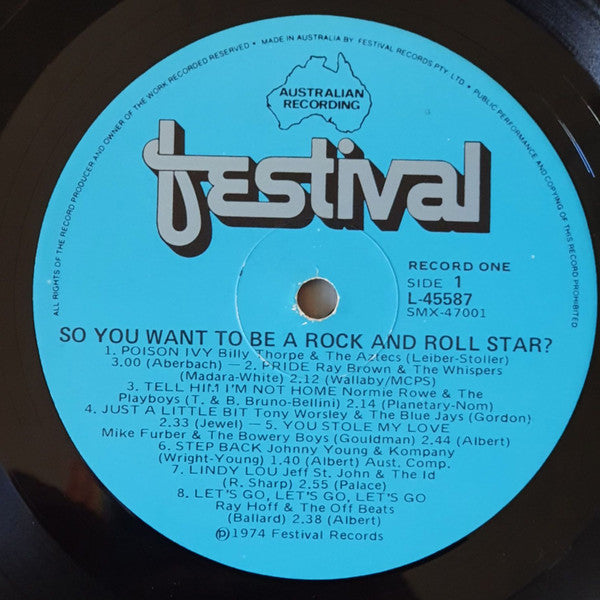 ALL RIGHTS OF THE RECORD PRODUCER AND OWNER OF THE WORK RECORDED RESERVED • MADE IN AUSTRALIA BY FESTIVAL RECORDS PTY. LTD. • PUBLIC PERFORMANCE AND COPYING OF THIS RECORD PROHIBITED
AUSTRALIAN
RECORDING
festival
RECORD ONE
SIDE 1
L-45587
SMX-47001
SO YOU WANT TO BE A ROCK AND ROLL STAR?
1. POISON IVY Billy Thorpe & The Aztecs (Leiber-Stoller)
3.00 (Aberbach) — 2. PRIDE Ray Brown & The Whispers
(Madara-White) 2.12 (Wallaby/MCPS)
3. TELL HIM I'M NOT HOME Normie Rowe & The
Playboys (T. & B. Bruno-Bellini) 2.14 (Planetary-Nom)
4. JUST A LITTLE BIT Tony Worsley & The Blue Jays (Gordon)
2.33 (Jewel) — 5. YOU STOLE MY LOVE
Mike Furber & The Bowery Boys (Gouldman) 2.44 (Albert)
6. STEP BACK Johnny Young & Kompany
(Wright-Young) 1.40 (Albert) Aust. Comp.
7. LINDY LOU Jeff St. John & The Id
(R. Sharp) 2.55 (Palace)
8. LET'S GO, LET'S GO, LET'S GO
Ray Hoff & The Off Beats
(Ballard) 2.38 (Albert)
℗1974 Festival Records